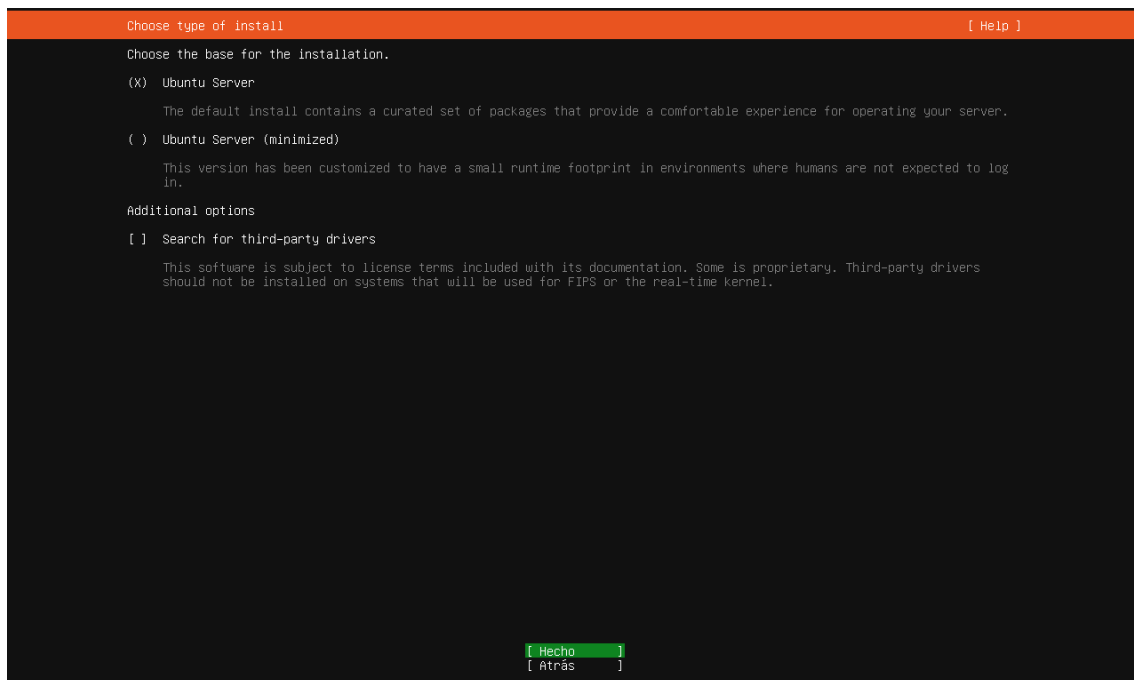 Choose type of install [ Help ]
Choose the base for the installation.
(X) Ubuntu Server
The default install contains a curated set of packages that provide a comfortable experience for operating your server.
( ) Ubuntu Server (minimized)
This version has been customized to have a small runtime footprint in environments where humans are not expected to log
in.
Additional options
[ ] Search for third-party drivers
This software is subject to license terms included with its documentation. Some is proprietary. Third-party drivers
should not be installed on systems that will be used for FIPS or the real-time kernel.
[ Hecho ]
[ Atrás ]